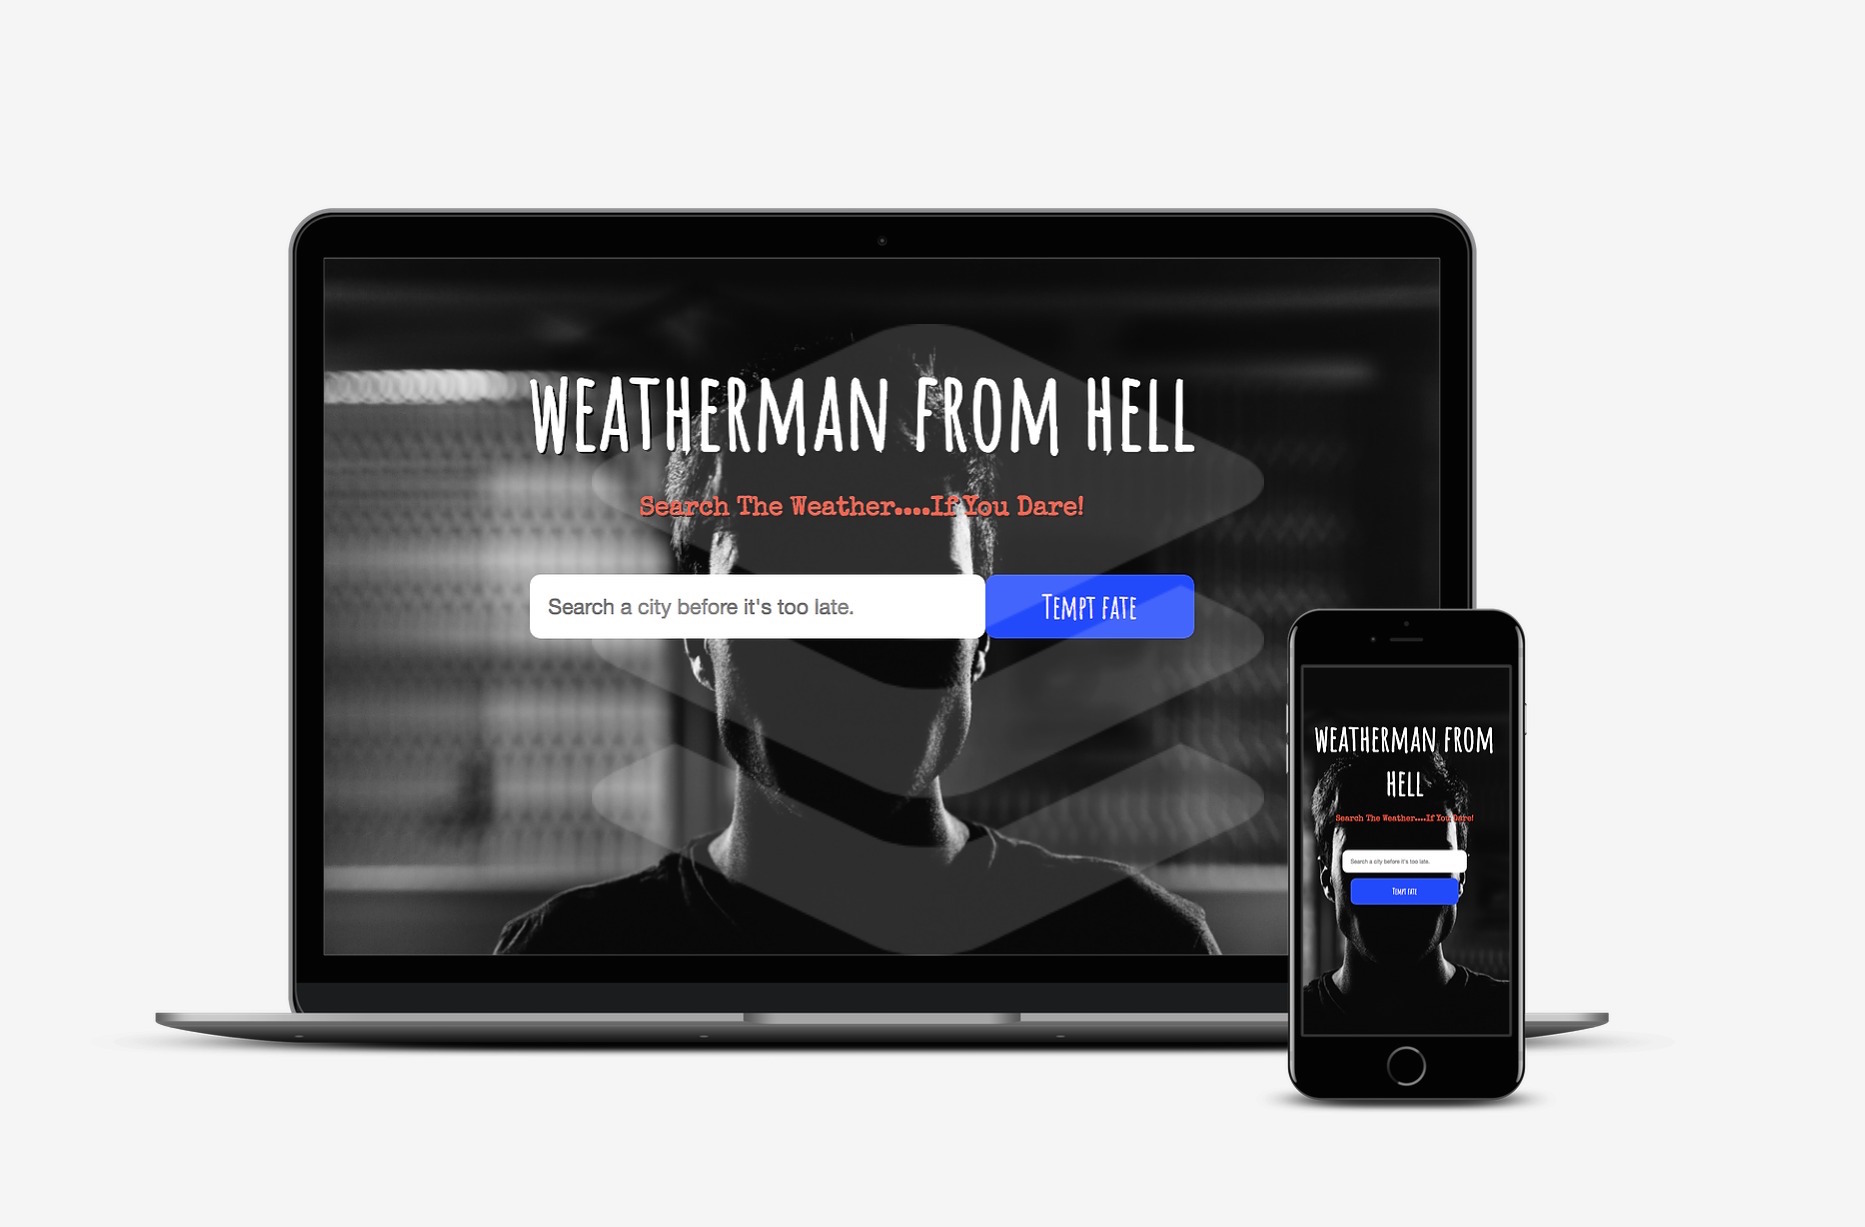 WEATHERMAN FROM HELL
Search The Weather....If You Dare!
Search a city before it's too late.
TEMPT FATE
WEATHERMAN FROM
HELL
Search The Weather....If You Dare!
Search a city before it's too late.
TEMPT FATE